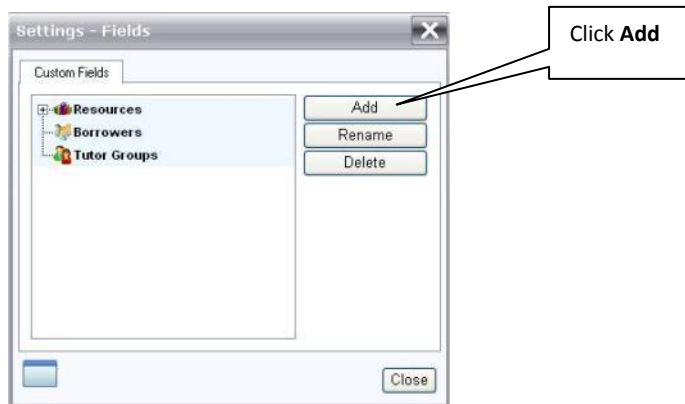 Settings - Fields
Click Add
Custom Fields
Resources
Borrowers
Tutor Groups
Add
Rename
Delete
Close